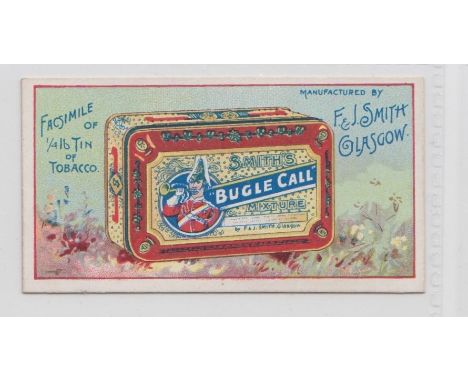 FACSIMILE
OF
1/4 lb TIN
OF
TOBACCO.
MANUFACTURED BY
F & J. SMITH
GLASGOW.
SMITH'S
"BUGLE CALL"
MIXTURE
by F & J. SMITH, GLASGOW